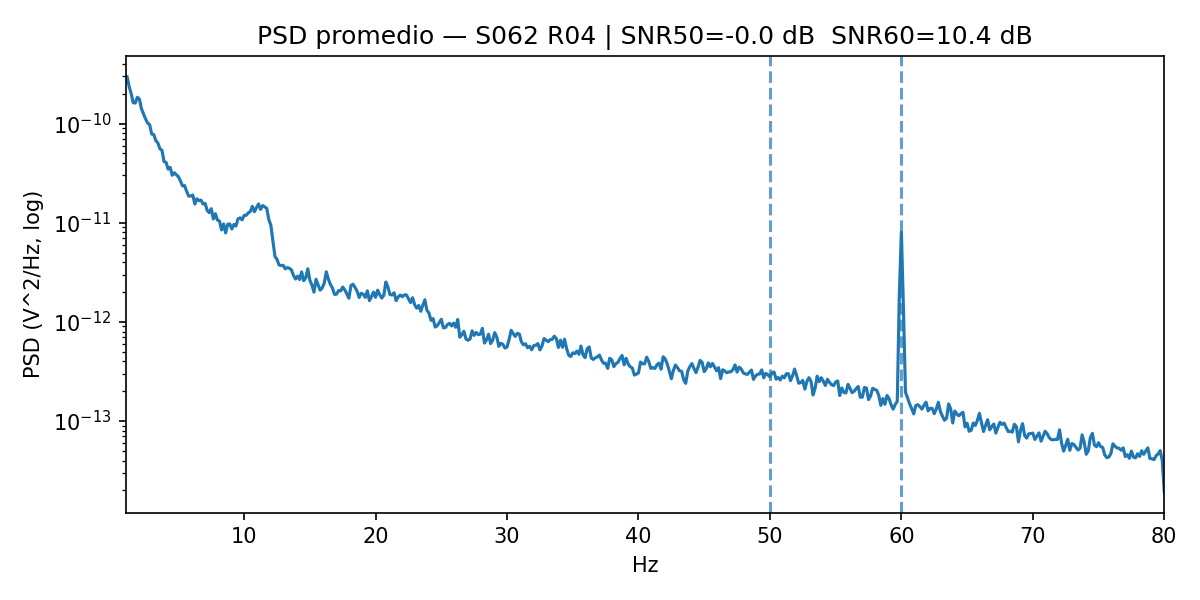 PSD promedio — S062 R04 | SNR50=-0.0 dB  SNR60=10.4 dB
PSD (V^2/Hz, log)
10⁻¹⁰
10⁻¹¹
10⁻¹²
10⁻¹³
10 20 30 40 50 60 70 80
Hz